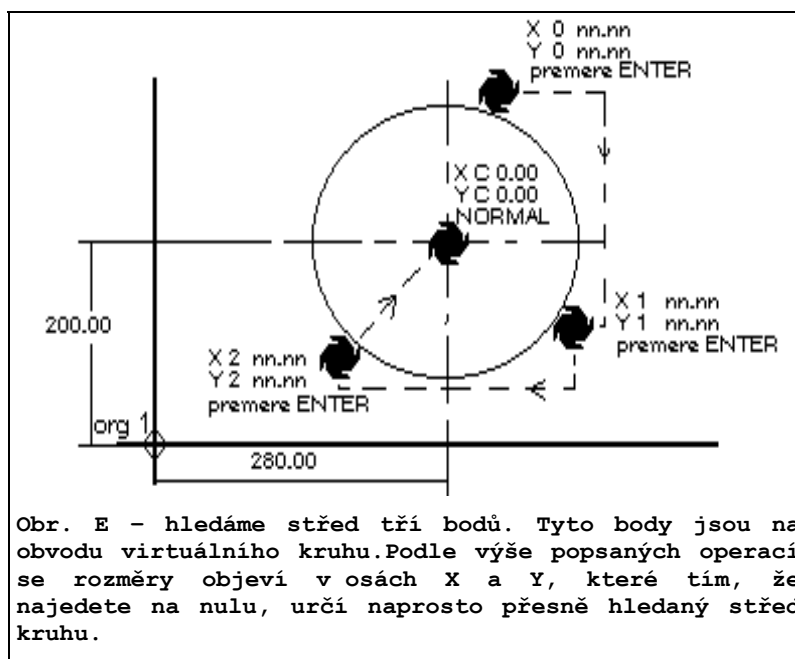 X 0 nn.nn
Y 0 nn.nn
premere ENTER
X C 0.00
Y C 0.00
NORMAL
200.00
X 1 nn.nn
Y 1 nn.nn
premere ENTER
X 2 nn.nn
Y 2 nn.nn
premere ENTER
org 1
280.00
Obr. E – hledáme střed tří bodů. Tyto body jsou na
obvodu virtuálního kruhu.Podle výše popsaných operací
se rozměry objeví v osách X a Y, které tím, že
najedete na nulu, určí naprosto přesně hledaný střed
kruhu.